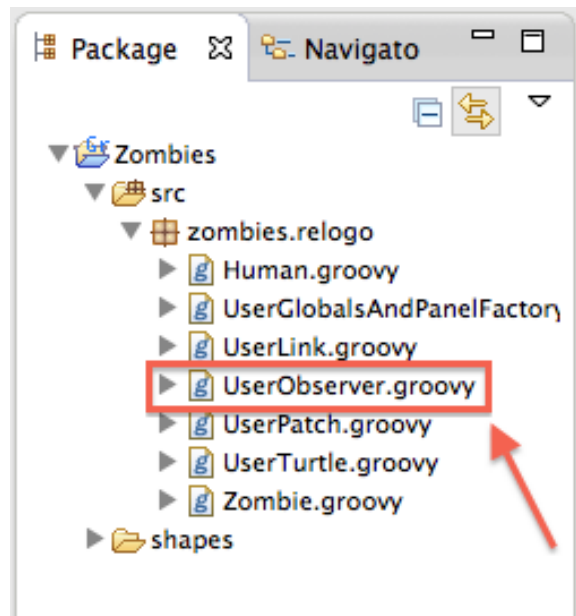 Package Navigato
Zombies
src
zombies.relogo
Human.groovy
UserGlobalsAndPanelFactory
UserLink.groovy
UserObserver.groovy
UserPatch.groovy
UserTurtle.groovy
Zombie.groovy
shapes